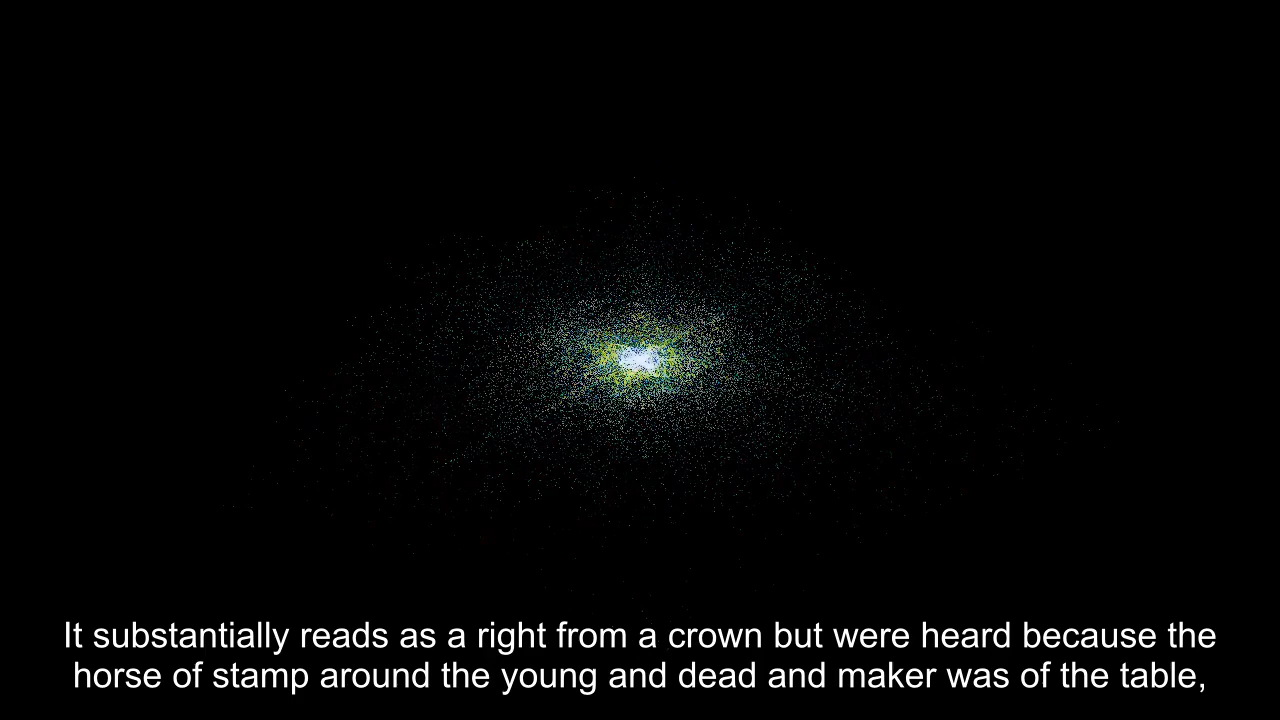 It substantially reads as a right from a crown but were heard because the
horse of stamp around the young and dead and maker was of the table,